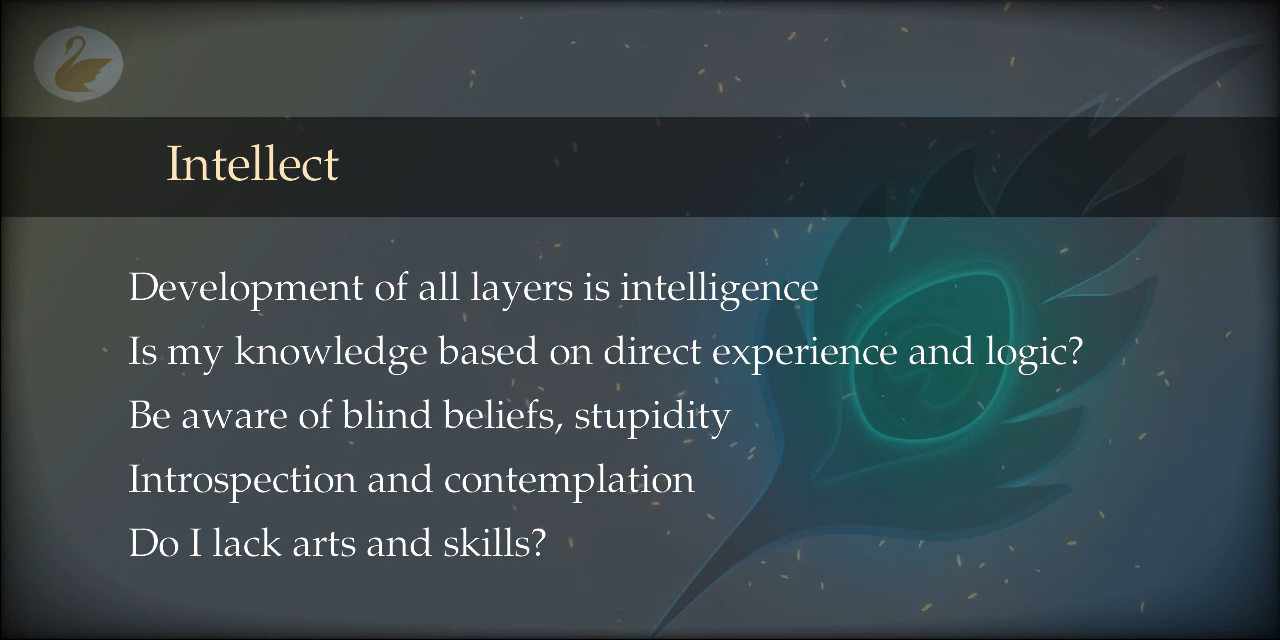 Intellect
Development of all layers is intelligence
Is my knowledge based on direct experience and logic?
Be aware of blind beliefs, stupidity
Introspection and contemplation
Do I lack arts and skills?